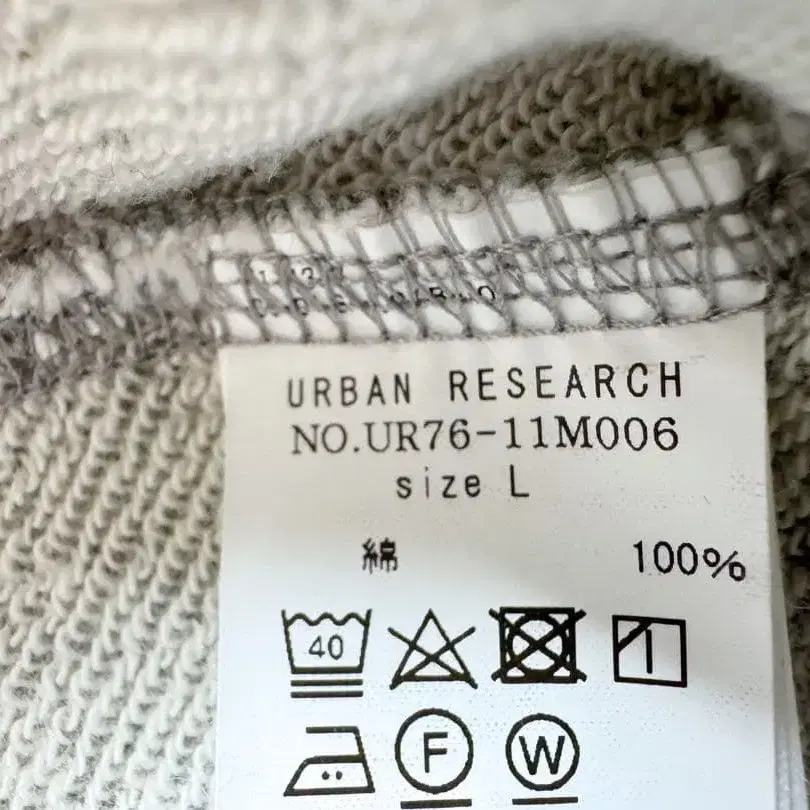 URBAN RESEARCH
NO.UR76-11M006
size L
綿 100%
40
F W